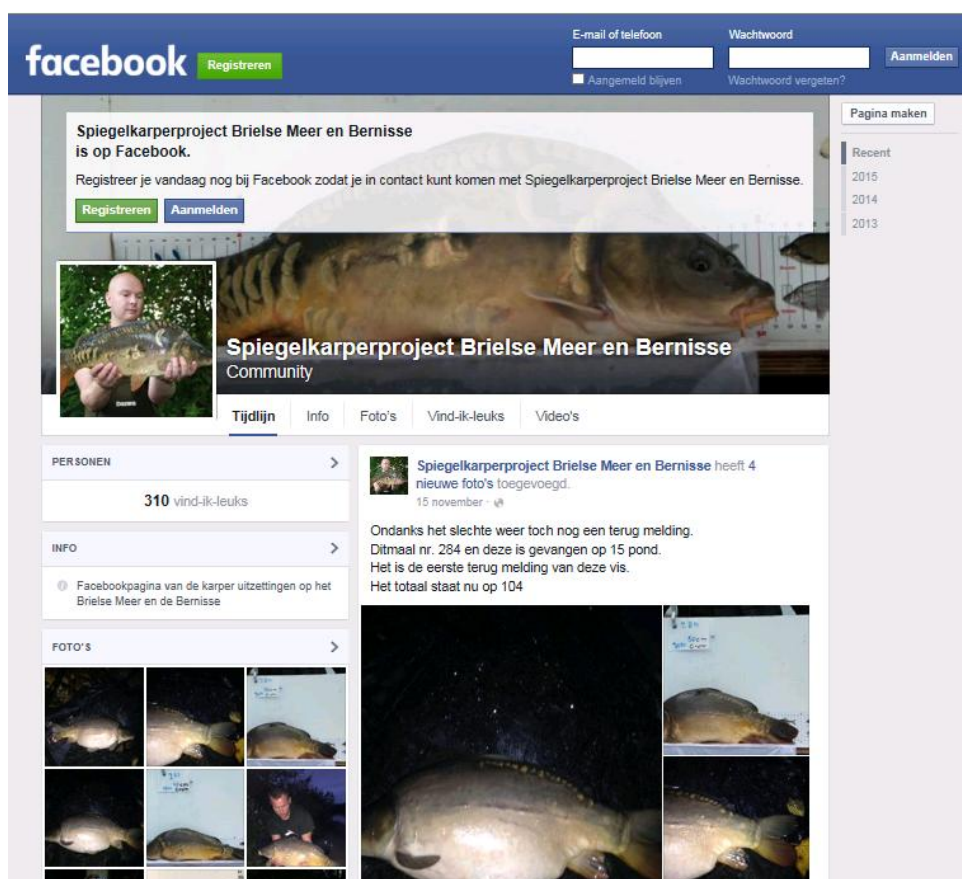 facebook
Registreren
E-mail of telefoon
Wachtwoord
Aanmelden
Aangemeld blijven
Wachtwoord vergeten?
Spiegelkarperproject Brielse Meer en Bernisse
is op Facebook.
Registreer je vandaag nog bij Facebook zodat je in contact kunt komen met Spiegelkarperproject Brielse Meer en Bernisse.
Registreren
Aanmelden
Pagina maken
Recent
2015
2014
2013
Spiegelkarperproject Brielse Meer en Bernisse
Community
Tijdlijn
Info
Foto's
Vind-ik-leuks
Video's
PERSONEN
310 vind-ik-leuks
INFO
Facebookpagina van de karper uitzettingen op het
Brielse Meer en de Bernisse
FOTO'S
Spiegelkarperproject Brielse Meer en Bernisse heeft 4
nieuwe foto's toegevoegd.
15 november ·
Ondanks het slechte weer toch nog een terug melding.
Ditmaal nr. 284 en deze is gevangen op 15 pond.
Het is de eerste terug melding van deze vis.
Het totaal staat nu op 104